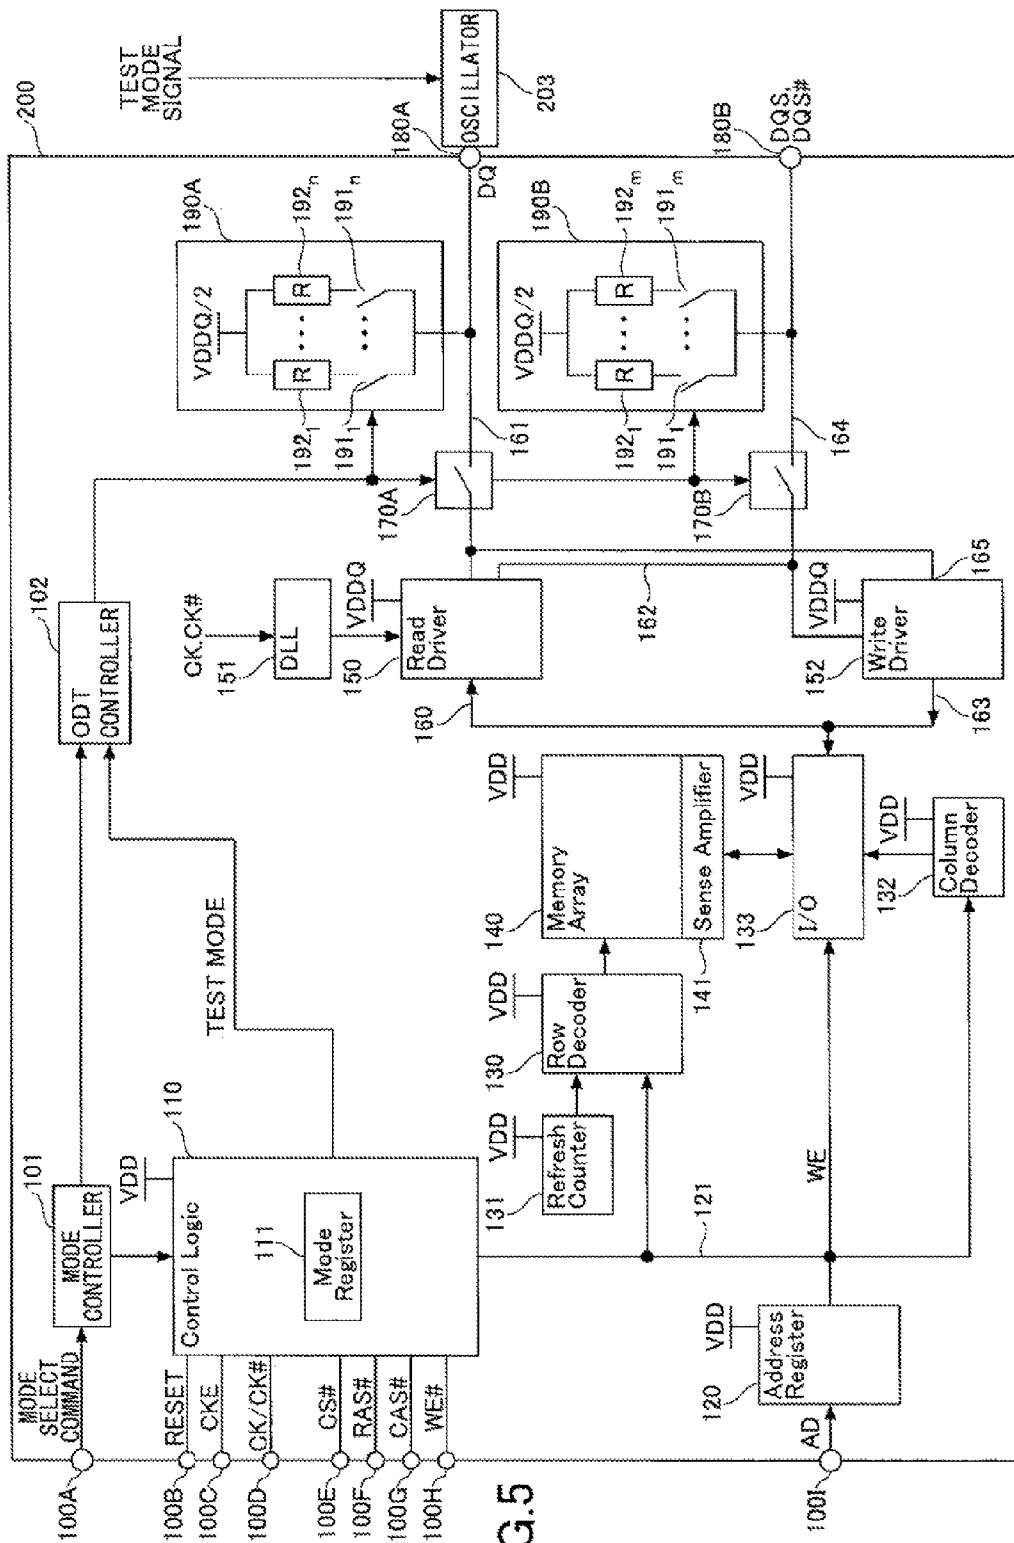 200
TEST
MODE
SIGNAL
180A
OSCILLATOR
203
DQ
180B
DQS,
DQS#
190A
VDDQ/2
192n
R
191n
R
192₁
191₁
190B
VDDQ/2
192m
R
191m
R
192₁
191₁
161
164
170A
170B
102
ODT
CONTROLLER
CK.CK#
151
DLL
VDDQ
150
Read
Driver
162
165
VDDQ
152
Write
Driver
160
163
VDD
140
Memory
Array
Sense Amplifier
141
VDD
133
I/O
VDD
132
Column
Decoder
TEST MODE
VDD
130
Row
Decoder
VDD
131
Refresh
Counter
WE
121
101
MODE
CONTROLLER
VDD
110
Control Logic
111
Mode
Register
VDD
120
Address
Register
MODE
SELECT
COMMAND
RESET
CKE
CK/CK#
CS#
RAS#
CAS#
WE#
AD
100A
100B
100C
100D
100E
100F
100G
100H
100I
G.5